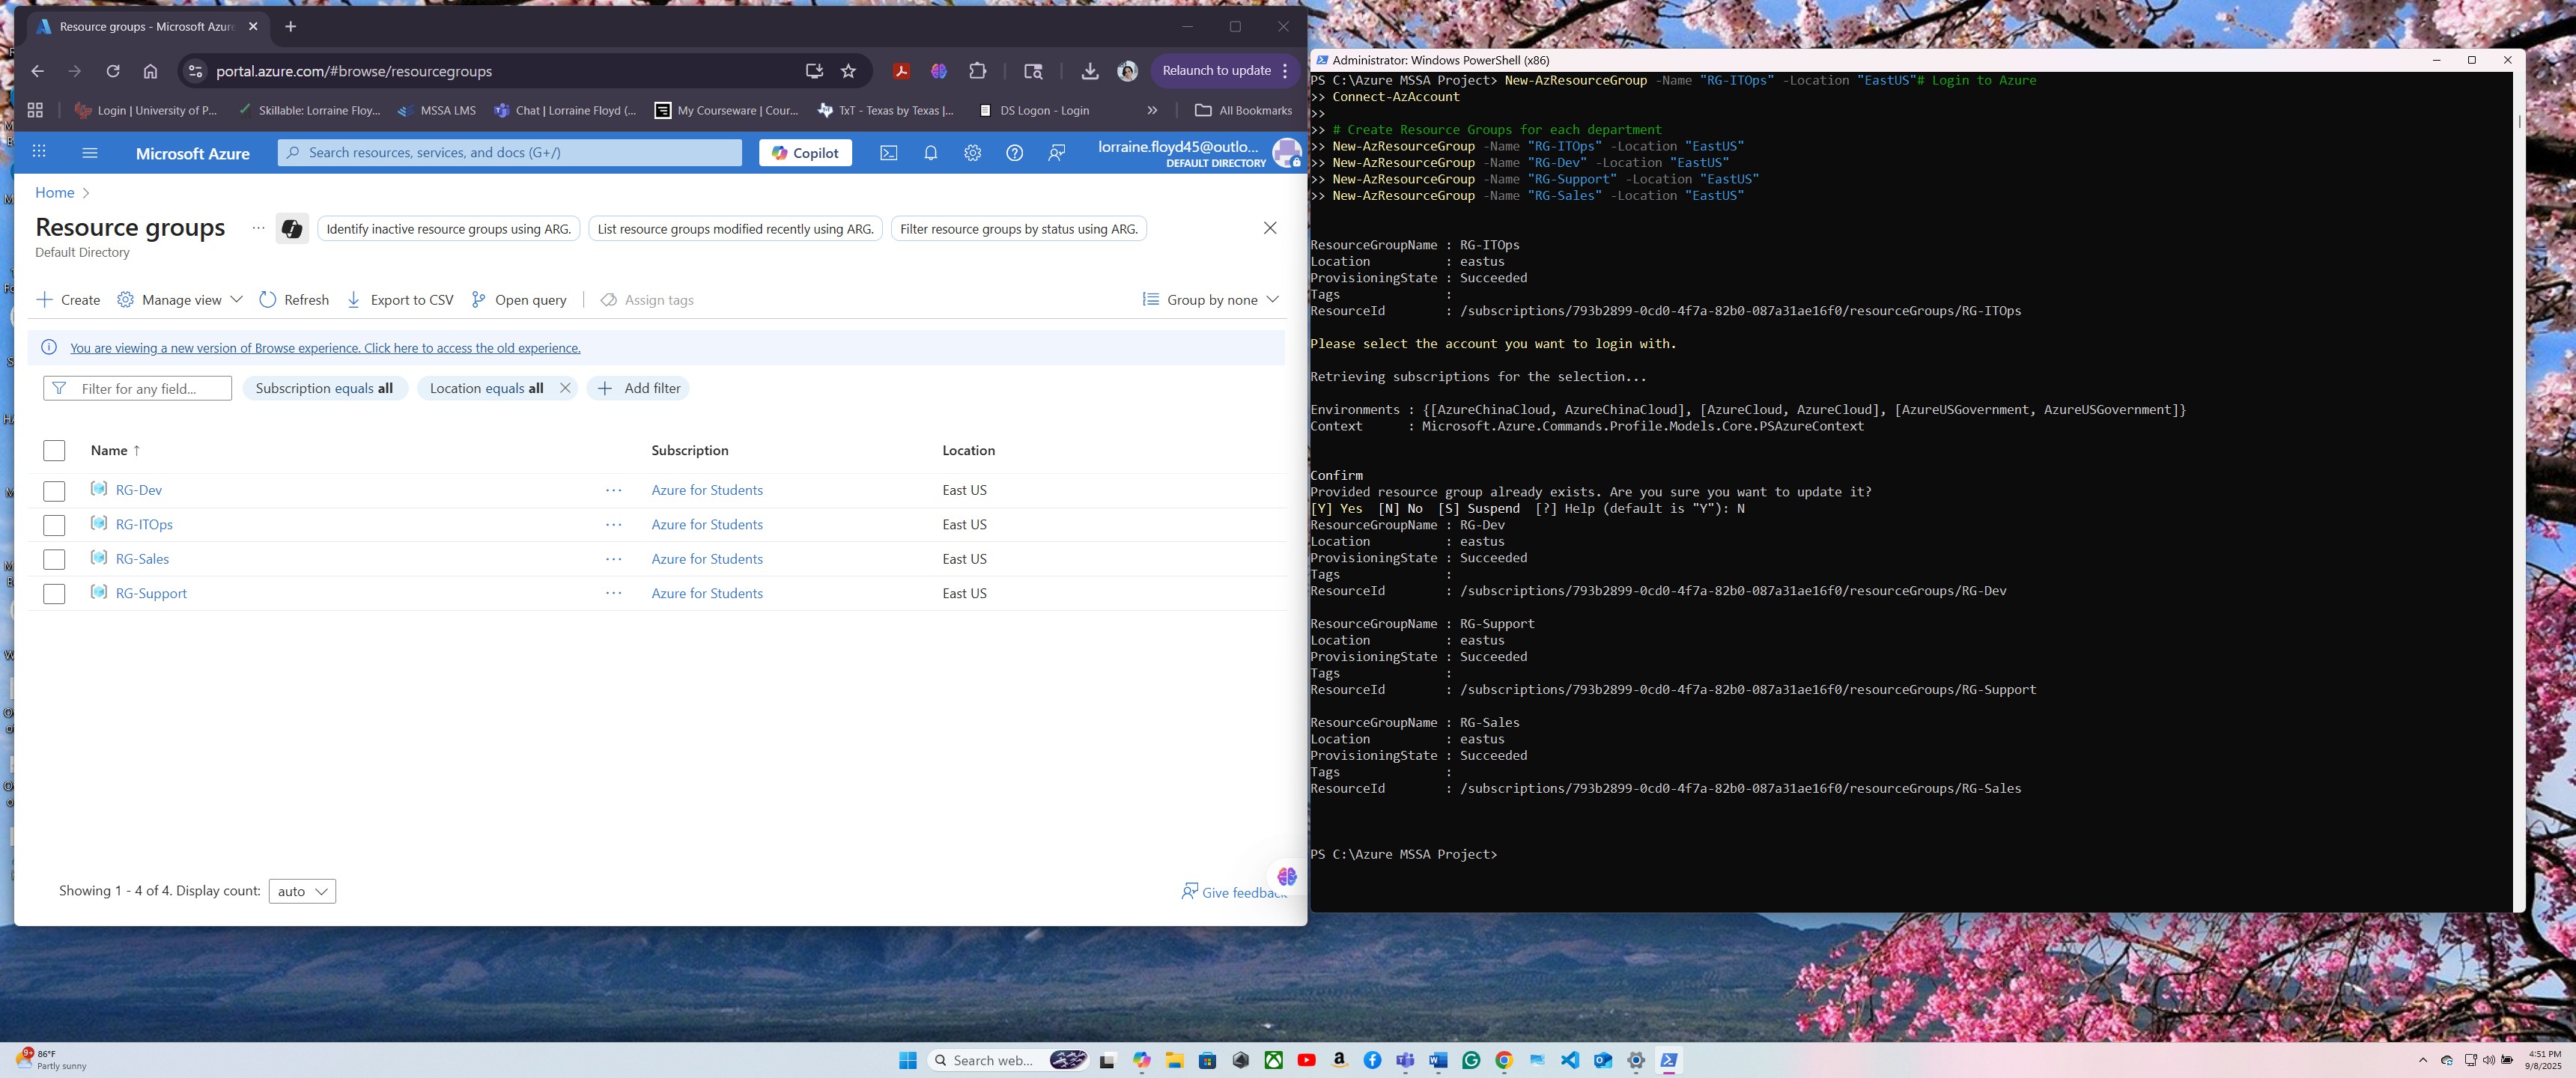 Resource groups - Microsoft Azure
portal.azure.com/#browse/resourcegroups
Relaunch to update
Login | University of P...
Skillable: Lorraine Floy...
MSSA LMS
Chat | Lorraine Floyd (...
My Courseware | Cour...
TxT - Texas by Texas |...
DS Logon - Login
All Bookmarks
Microsoft Azure
Search resources, services, and docs (G+/)
Copilot
lorraine.floyd45@outlo...
DEFAULT DIRECTORY
Home
Resource groups
...
Identify inactive resource groups using ARG.
List resource groups modified recently using ARG.
Filter resource groups by status using ARG.
Default Directory
Create
Manage view
Refresh
Export to CSV
Open query
Assign tags
Group by none
You are viewing a new version of Browse experience. Click here to access the old experience.
Filter for any field...
Subscription equals all
Location equals all
Add filter
Name ↑ Subscription Location
RG-Dev ... Azure for Students East US
RG-ITOps ... Azure for Students East US
RG-Sales ... Azure for Students East US
RG-Support ... Azure for Students East US
Showing 1 - 4 of 4. Display count: auto
Give feedback
Administrator: Windows PowerShell (x86)
PS C:\Azure MSSA Project> New-AzResourceGroup -Name "RG-ITOps" -Location "EastUS"# Login to Azure
>> Connect-AzAccount
>>
>> # Create Resource Groups for each department
>> New-AzResourceGroup -Name "RG-ITOps" -Location "EastUS"
>> New-AzResourceGroup -Name "RG-Dev" -Location "EastUS"
>> New-AzResourceGroup -Name "RG-Support" -Location "EastUS"
>> New-AzResourceGroup -Name "RG-Sales" -Location "EastUS"
ResourceGroupName : RG-ITOps
Location : eastus
ProvisioningState : Succeeded
Tags :
ResourceId : /subscriptions/793b2899-0cd0-4f7a-82b0-087a31ae16f0/resourceGroups/RG-ITOps
Please select the account you want to login with.
Retrieving subscriptions for the selection...
Environments : {[AzureChinaCloud, AzureChinaCloud], [AzureCloud, AzureCloud], [AzureUSGovernment, AzureUSGovernment]}
Context : Microsoft.Azure.Commands.Profile.Models.Core.PSAzureContext
Confirm
Provided resource group already exists. Are you sure you want to update it?
[Y] Yes [N] No [S] Suspend [?] Help (default is "Y"): N
ResourceGroupName : RG-Dev
Location : eastus
ProvisioningState : Succeeded
Tags :
ResourceId : /subscriptions/793b2899-0cd0-4f7a-82b0-087a31ae16f0/resourceGroups/RG-Dev
ResourceGroupName : RG-Support
Location : eastus
ProvisioningState : Succeeded
Tags :
ResourceId : /subscriptions/793b2899-0cd0-4f7a-82b0-087a31ae16f0/resourceGroups/RG-Support
ResourceGroupName : RG-Sales
Location : eastus
ProvisioningState : Succeeded
Tags :
ResourceId : /subscriptions/793b2899-0cd0-4f7a-82b0-087a31ae16f0/resourceGroups/RG-Sales
PS C:\Azure MSSA Project>
86°F
Partly sunny
Search web...
4:51 PM
9/8/2025